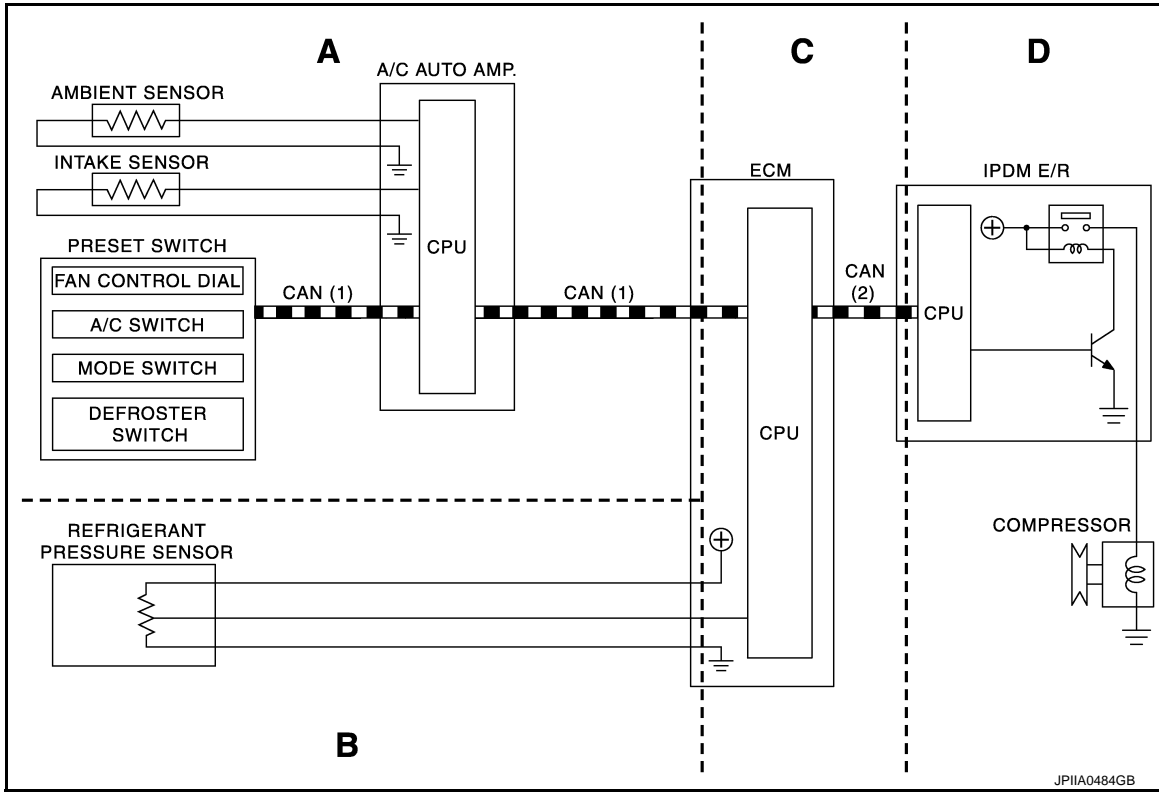 A
C
D
A/C AUTO AMP.
AMBIENT SENSOR
INTAKE SENSOR
ECM
IPDM E/R
PRESET SWITCH
CPU
FAN CONTROL DIAL
CAN (1)
CAN (1)
CAN
(2)
A/C SWITCH
CPU
MODE SWITCH
DEFROSTER
SWITCH
CPU
REFRIGERANT
PRESSURE SENSOR
COMPRESSOR
B
JPIIA0484GB